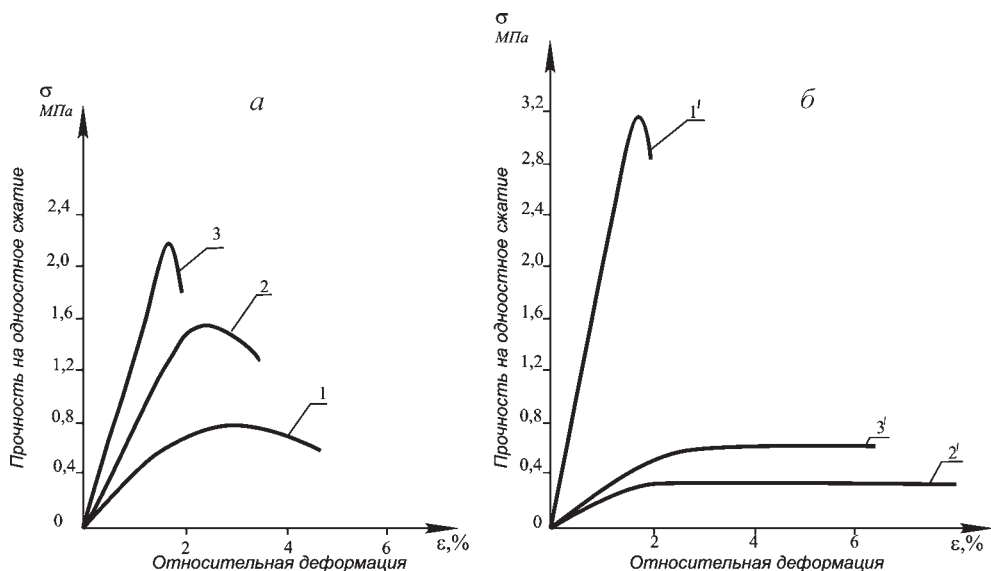 σ
МПа
а
Прочность на одноостное сжатие
2,4
2,0
1,6
1,2
0,8
0,4
0
3
2
1
2
4
6
ε,%
Относительная деформация
σ
МПа
б
Прочность на одноостное сжатие
3,2
2,8
2,4
2,0
1,6
1,2
0,8
0,4
0
1'
3'
2'
2
4
6
ε,%
Относительная деформация